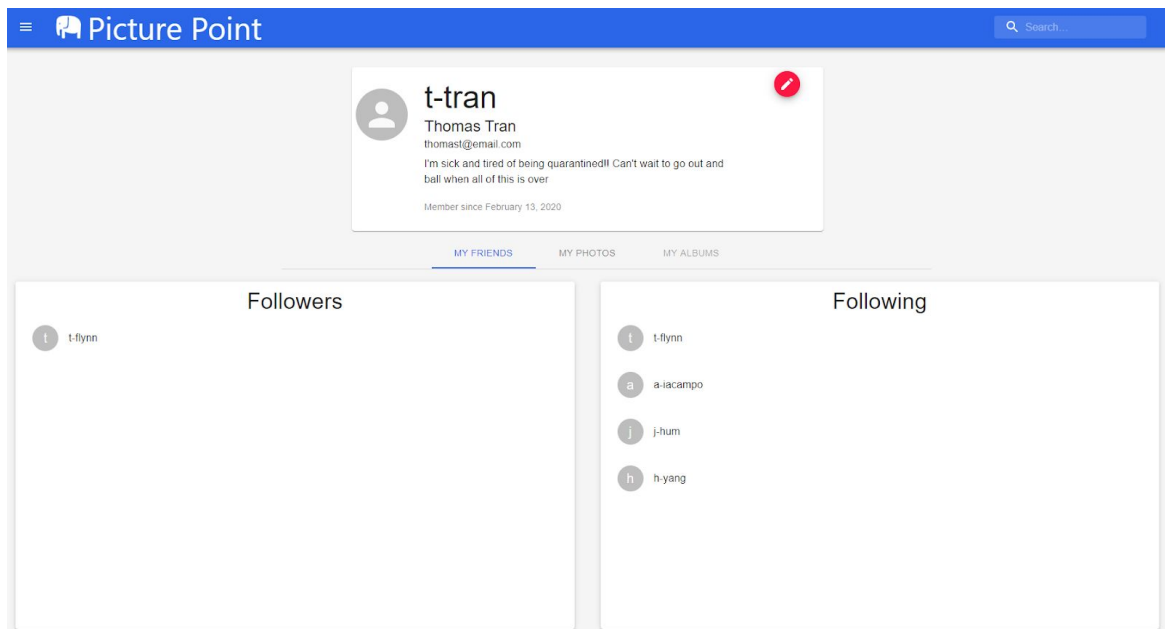 Picture Point
Search...
t-tran
Thomas Tran
thomast@email.com
I'm sick and tired of being quarantined!! Can't wait to go out and
ball when all of this is over
Member since February 13, 2020
MY FRIENDS MY PHOTOS MY ALBUMS
Followers
t t-flynn
Following
t t-flynn
a a-iacampo
j j-hum
h h-yang